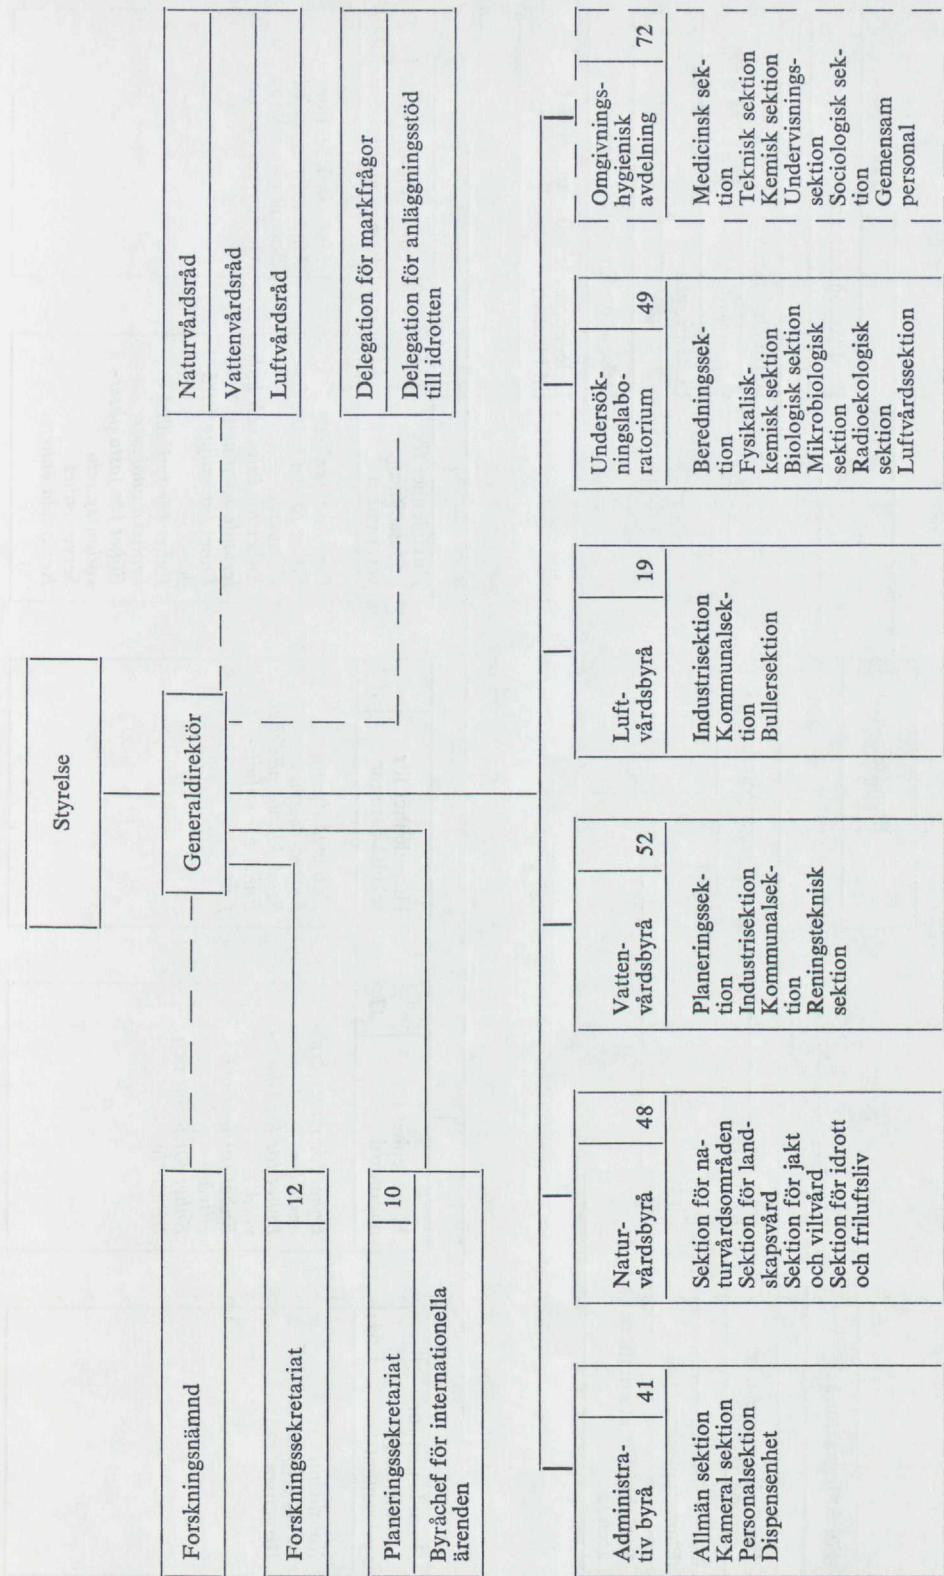 Styrelse
Generaldirektör
Forskningsnämnd
Forskningssekretariat
12
Planeringssekretariat
10
Byråchef för internationella
ärenden
Naturvårdsråd
Vattenvårdsråd
Luftvårdsråd
Delegation för markfrågor
Delegation för anläggningsstöd
till idrotten
Administra-
tiv byrå
41
Allmän sektion
Kameral sektion
Personalsektion
Dispensenhet
Natur-
vårdsbyrå
48
Sektion för na-
turvårdsområden
Sektion för land-
skapsvård
Sektion för jakt
och viltvård
Sektion för idrott
och friluftsliv
Vatten-
vårdsbyrå
52
Planeringssek-
tion
Industrisektion
Kommunalsek-
tion
Reningsteknisk
sektion
Luft-
vårdsbyrå
19
Industrisektion
Kommunalsek-
tion
Bullersektion
Undersök-
ningslabo-
ratorium
49
Beredningssek-
tion
Fysikalisk-
kemisk sektion
Biologisk sektion
Mikrobiologisk
sektion
Radioekologisk
sektion
Luftvårdssektion
Omgivnings-
hygienisk
avdelning
72
Medicinsk sek-
tion
Teknisk sektion
Kemisk sektion
Undervisnings-
sektion
Sociologisk sek-
tion
Gemensam
personal